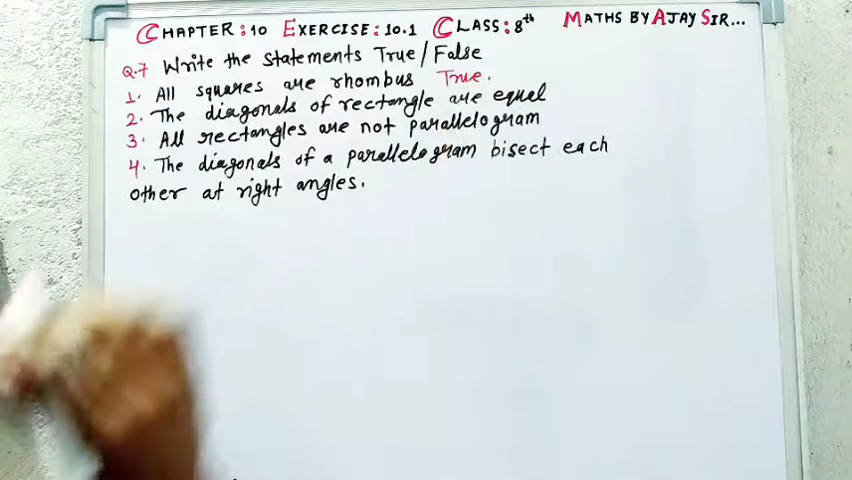 CHAPTER:10 EXERCISE:10.1 CLASS:8th MATHS BY AJAY SIR...
Q.7 Write the statements True/False
1. All squares are rhombus True.
2. The diagonals of rectangle are equal
3. All rectangles are not parallelogram
4. The diagonals of a parallelogram bisect each
other at right angles.